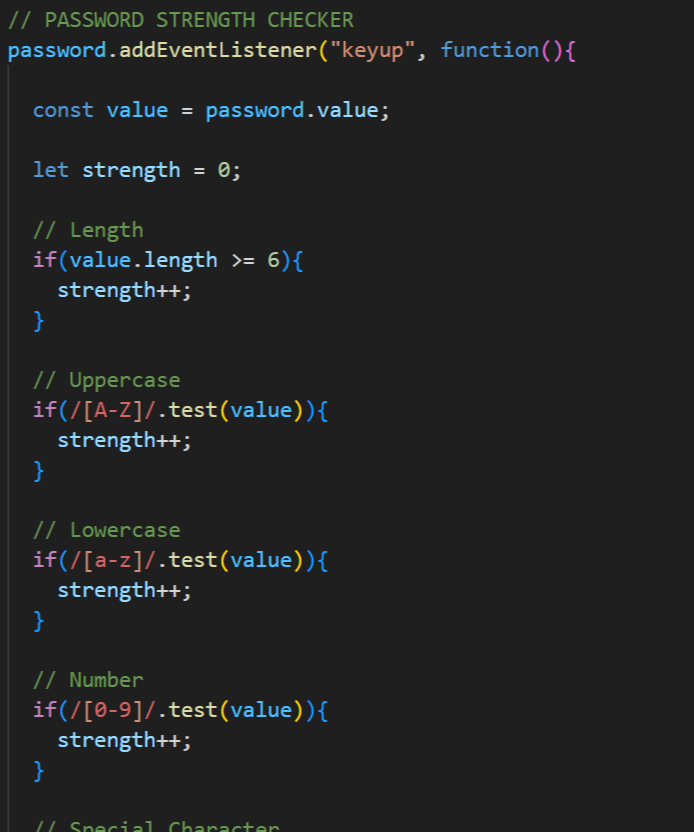 // PASSWORD STRENGTH CHECKER
password.addEventListener("keyup", function(){
const value = password.value;
let strength = 0;
// Length
if(value.length >= 6){
strength++;
}
// Uppercase
if(/[A-Z]/.test(value)){
strength++;
}
// Lowercase
if(/[a-z]/.test(value)){
strength++;
}
// Number
if(/[0-9]/.test(value)){
strength++;
}
// Special Character